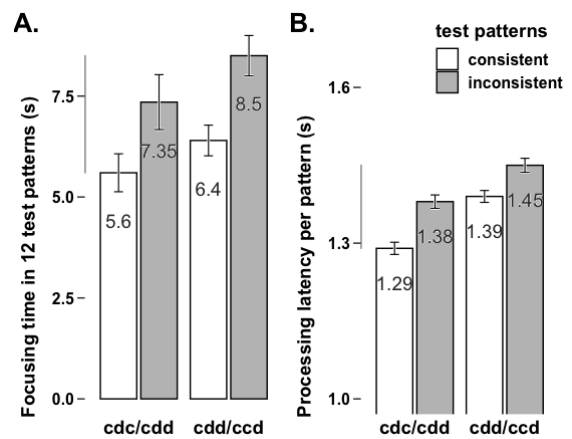 A.
Focusing time in 12 test patterns (s)
7.5
5.0
2.5
0.0
5.6
7.35
6.4
8.5
cdc/cdd
cdd/ccd
B.
test patterns
consistent
inconsistent
Processing latency per pattern (s)
1.6
1.3
1.0
1.29
1.38
1.39
1.45
cdc/cdd
cdd/ccd